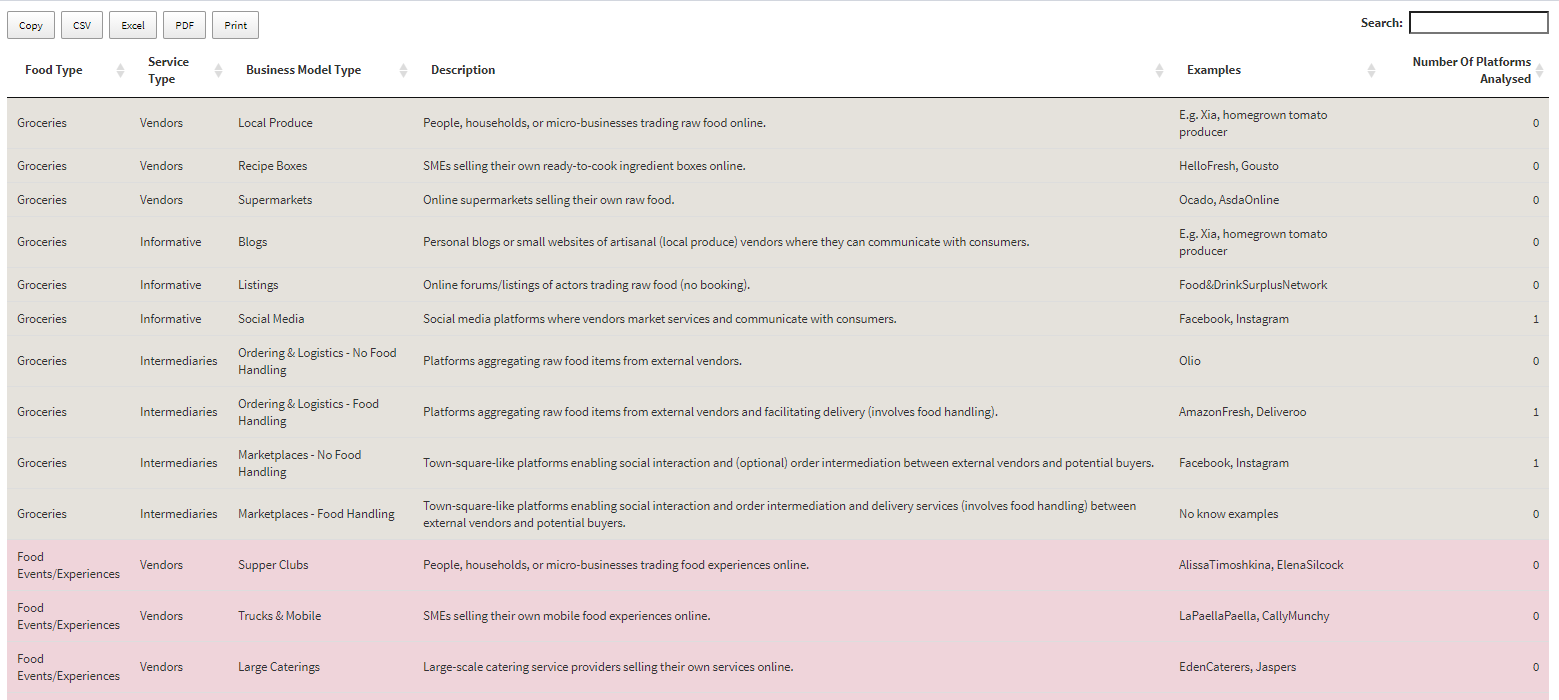 Copy CSV Excel PDF Print Search:
Food Type Service Type Business Model Type Description Examples Number Of Platforms Analysed
Groceries Vendors Local Produce People, households, or micro-businesses trading raw food online. E.g. Xia, homegrown tomato producer 0
Groceries Vendors Recipe Boxes SMEs selling their own ready-to-cook ingredient boxes online. HelloFresh, Gousto 0
Groceries Vendors Supermarkets Online supermarkets selling their own raw food. Ocado, AsdaOnline 0
Groceries Informative Blogs Personal blogs or small websites of artisanal (local produce) vendors where they can communicate with consumers. E.g. Xia, homegrown tomato producer 0
Groceries Informative Listings Online forums/listings of actors trading raw food (no booking). Food&DrinkSurplusNetwork 0
Groceries Informative Social Media Social media platforms where vendors market services and communicate with consumers. Facebook, Instagram 1
Groceries Intermediaries Ordering & Logistics - No Food Handling Platforms aggregating raw food items from external vendors. Olio 0
Groceries Intermediaries Ordering & Logistics - Food Handling Platforms aggregating raw food items from external vendors and facilitating delivery (involves food handling). AmazonFresh, Deliveroo 1
Groceries Intermediaries Marketplaces - No Food Handling Town-square-like platforms enabling social interaction and (optional) order intermediation between external vendors and potential buyers. Facebook, Instagram 1
Groceries Intermediaries Marketplaces - Food Handling Town-square-like platforms enabling social interaction and order intermediation and delivery services (involves food handling) between external vendors and potential buyers. No know examples 0
Food Events/Experiences Vendors Supper Clubs People, households, or micro-businesses trading food experiences online. AlissaTimoshkina, ElenaSilcock 0
Food Events/Experiences Vendors Trucks & Mobile SMEs selling their own mobile food experiences online. LaPaellaPaella, CallyMunchy 0
Food Events/Experiences Vendors Large Caterings Large-scale catering service providers selling their own services online. EdenCaterers, Jaspers 0